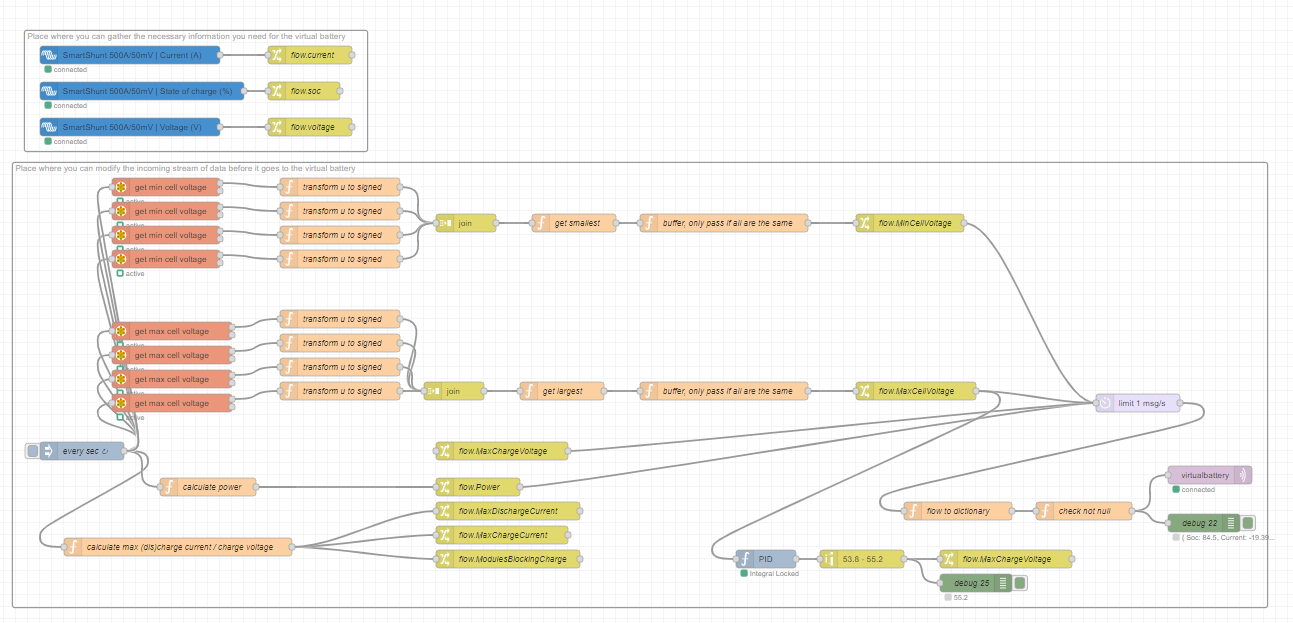 Place where you can gather the necessary information you need for the virtual battery
SmartShunt 500A/50mV | Current (A)
flow.current
connected
SmartShunt 500A/50mV | State of charge (%)
flow.soc
connected
SmartShunt 500A/50mV | Voltage (V)
flow.voltage
connected
Place where you can modify the incoming stream of data before it goes to the virtual battery
get min cell voltage
transform u to signed
active
get min cell voltage
transform u to signed
join
get smallest
buffer, only pass if all are the same
flow.MinCellVoltage
active
get min cell voltage
transform u to signed
active
get min cell voltage
transform u to signed
active
get max cell voltage
transform u to signed
active
get max cell voltage
transform u to signed
active
get max cell voltage
transform u to signed
active
get max cell voltage
transform u to signed
join
get largest
buffer, only pass if all are the same
flow.MaxCellVoltage
limit 1 msg/s
active
every sec ↻
flow.MaxChargeVoltage
calculate power
flow.Power
virtualbattery
connected
flow.MaxDischargeCurrent
flow to dictionary
check not null
debug 22
{ Soc: 84.5, Current: -19.39...
flow.MaxChargeCurrent
calculate max (dis)charge current / charge voltage
flow.ModulesBlockingCharge
PID
Integral Locked
53.8 - 55.2
flow.MaxChargeVoltage
debug 25
55.2